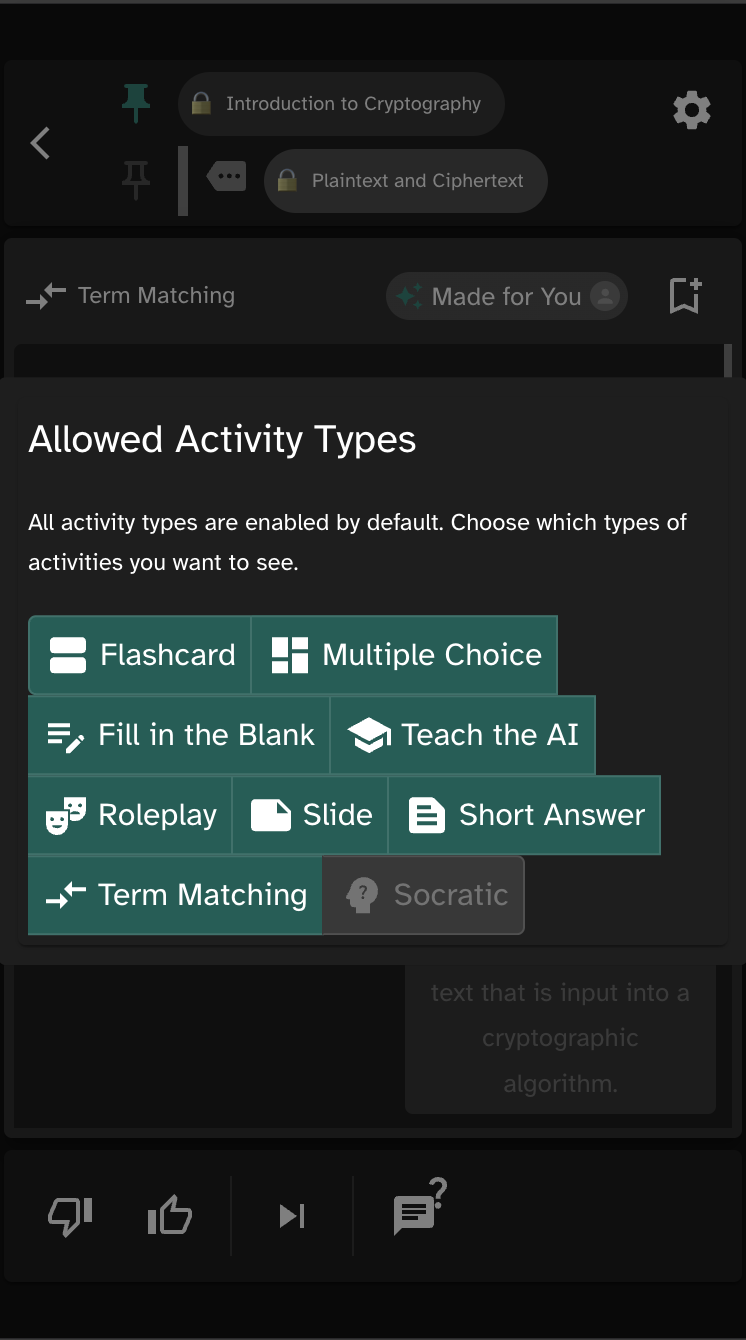 Introduction to Cryptography
Plaintext and Ciphertext
Term Matching
Made for You
Allowed Activity Types
All activity types are enabled by default. Choose which types of
activities you want to see.
Flashcard
Multiple Choice
Fill in the Blank
Teach the AI
Roleplay
Slide
Short Answer
Term Matching
Socratic
text that is input into a
cryptographic
algorithm.